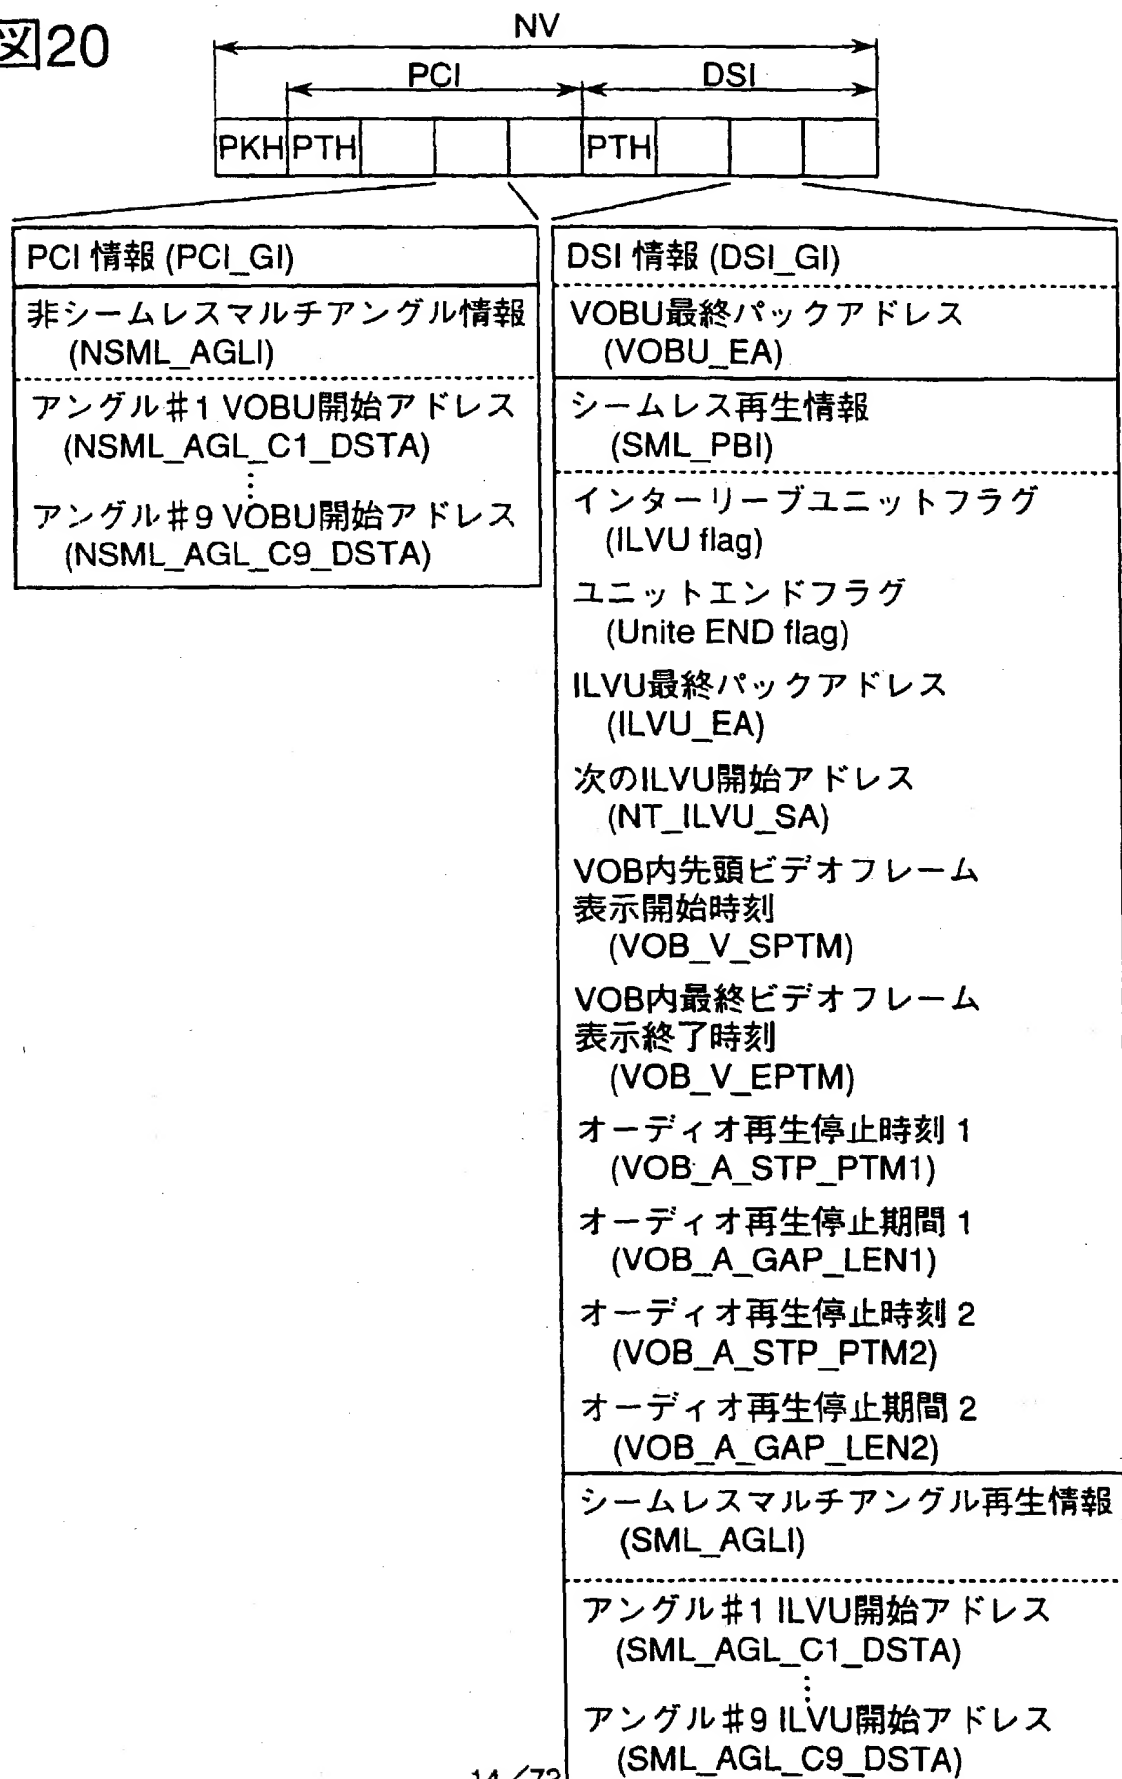 図20
NV
PCI
DSI
PKH PTH PTH
PCI 情報 (PCI_GI)
非シームレスマルチアングル情報
(NSML_AGLI)
アングル#1 VOBU開始アドレス
(NSML_AGL_C1_DSTA)
⋮
アングル#9 VOBU開始アドレス
(NSML_AGL_C9_DSTA)
DSI 情報 (DSI_GI)
VOBU最終パックアドレス
(VOBU_EA)
シームレス再生情報
(SML_PBI)
インターリーブユニットフラグ
(ILVU flag)
ユニットエンドフラグ
(Unite END flag)
ILVU最終パックアドレス
(ILVU_EA)
次のILVU開始アドレス
(NT_ILVU_SA)
VOB内先頭ビデオフレーム
表示開始時刻
(VOB_V_SPTM)
VOB内最終ビデオフレーム
表示終了時刻
(VOB_V_EPTM)
オーディオ再生停止時刻 1
(VOB_A_STP_PTM1)
オーディオ再生停止期間 1
(VOB_A_GAP_LEN1)
オーディオ再生停止時刻 2
(VOB_A_STP_PTM2)
オーディオ再生停止期間 2
(VOB_A_GAP_LEN2)
シームレスマルチアングル再生情報
(SML_AGLI)
アングル#1 ILVU開始アドレス
(SML_AGL_C1_DSTA)
⋮
アングル#9 ILVU開始アドレス
(SML_AGL_C9_DSTA)
14/73